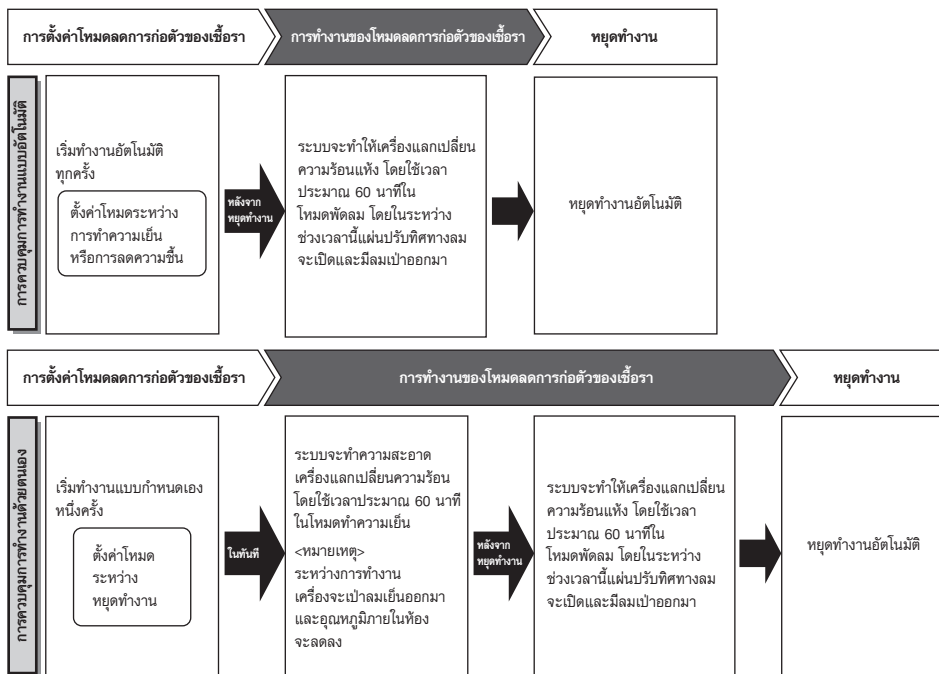 การตั้งค่าโหมดลดการก่อตัวของเชื้อรา
การทำงานของโหมดลดการก่อตัวของเชื้อรา
หยุดทำงาน
การควบคุมการทำงานแบบอัตโนมัติ
เริ่มทำงานอัตโนมัติ
ทุกครั้ง
ตั้งค่าโหมดระหว่าง
การทำความเย็น
หรือการลดความชื้น
หลังจาก
หยุดทำงาน
ระบบจะทำให้เครื่องแลกเปลี่ยน
ความร้อนแห้ง โดยใช้เวลา
ประมาณ 60 นาทีใน
โหมดพัดลม โดยในระหว่าง
ช่วงเวลานี้แผ่นปรับทิศทางลม
จะเปิดและมีลมเป่าออกมา
หยุดทำงานอัตโนมัติ
การตั้งค่าโหมดลดการก่อตัวของเชื้อรา
การทำงานของโหมดลดการก่อตัวของเชื้อรา
หยุดทำงาน
การควบคุมการทำงานด้วยตนเอง
เริ่มทำงานแบบกำหนดเอง
หนึ่งครั้ง
ตั้งค่าโหมด
ระหว่าง
หยุดทำงาน
ในทันที
ระบบจะทำความสะอาด
เครื่องแลกเปลี่ยนความร้อน
โดยใช้เวลาประมาณ 60 นาที
ในโหมดทำความเย็น
<หมายเหตุ>
ระหว่างการทำงาน
เครื่องจะเป่าลมเย็นออกมา
และอุณหภูมิภายในห้อง
จะลดลง
หลังจาก
หยุดทำงาน
ระบบจะทำให้เครื่องแลกเปลี่ยน
ความร้อนแห้ง โดยใช้เวลา
ประมาณ 60 นาทีใน
โหมดพัดลม โดยในระหว่าง
ช่วงเวลานี้แผ่นปรับทิศทางลม
จะเปิดและมีลมเป่าออกมา
หยุดทำงานอัตโนมัติ